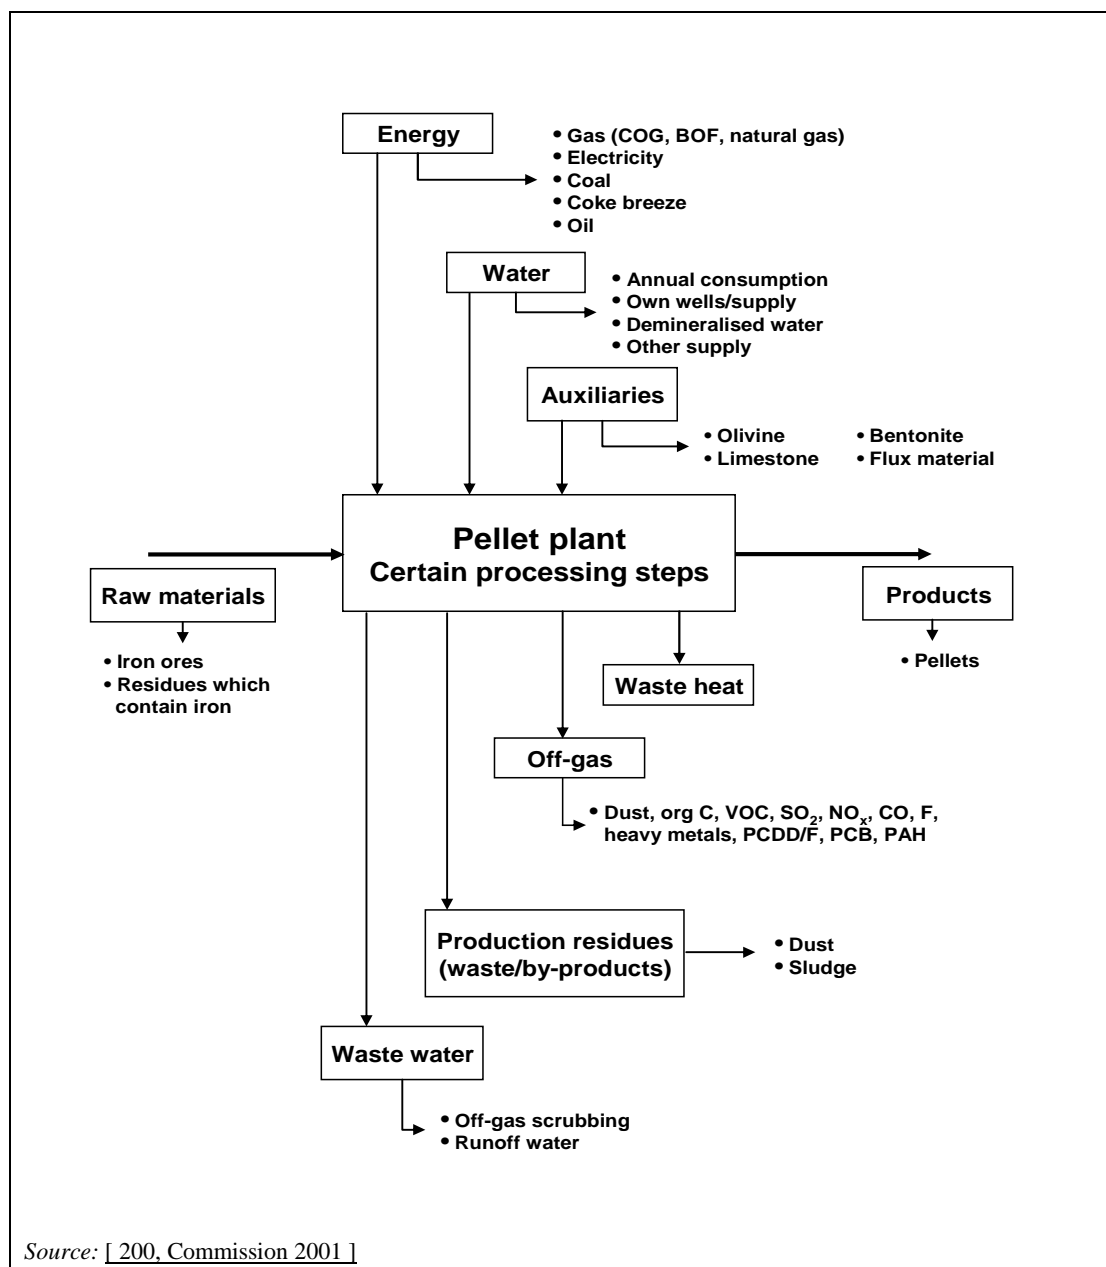 Energy
• Gas (COG, BOF, natural gas)
• Electricity
• Coal
• Coke breeze
• Oil
Water
• Annual consumption
• Own wells/supply
• Demineralised water
• Other supply
Auxiliaries
• Olivine
• Bentonite
• Limestone
• Flux material
Pellet plant
Certain processing steps
Raw materials
• Iron ores
• Residues which
contain iron
Products
• Pellets
Waste heat
Off-gas
• Dust, org C, VOC, SO2, NOx, CO, F,
heavy metals, PCDD/F, PCB, PAH
Production residues
(waste/by-products)
• Dust
• Sludge
Waste water
• Off-gas scrubbing
• Runoff water
Source: [ 200, Commission 2001 ]